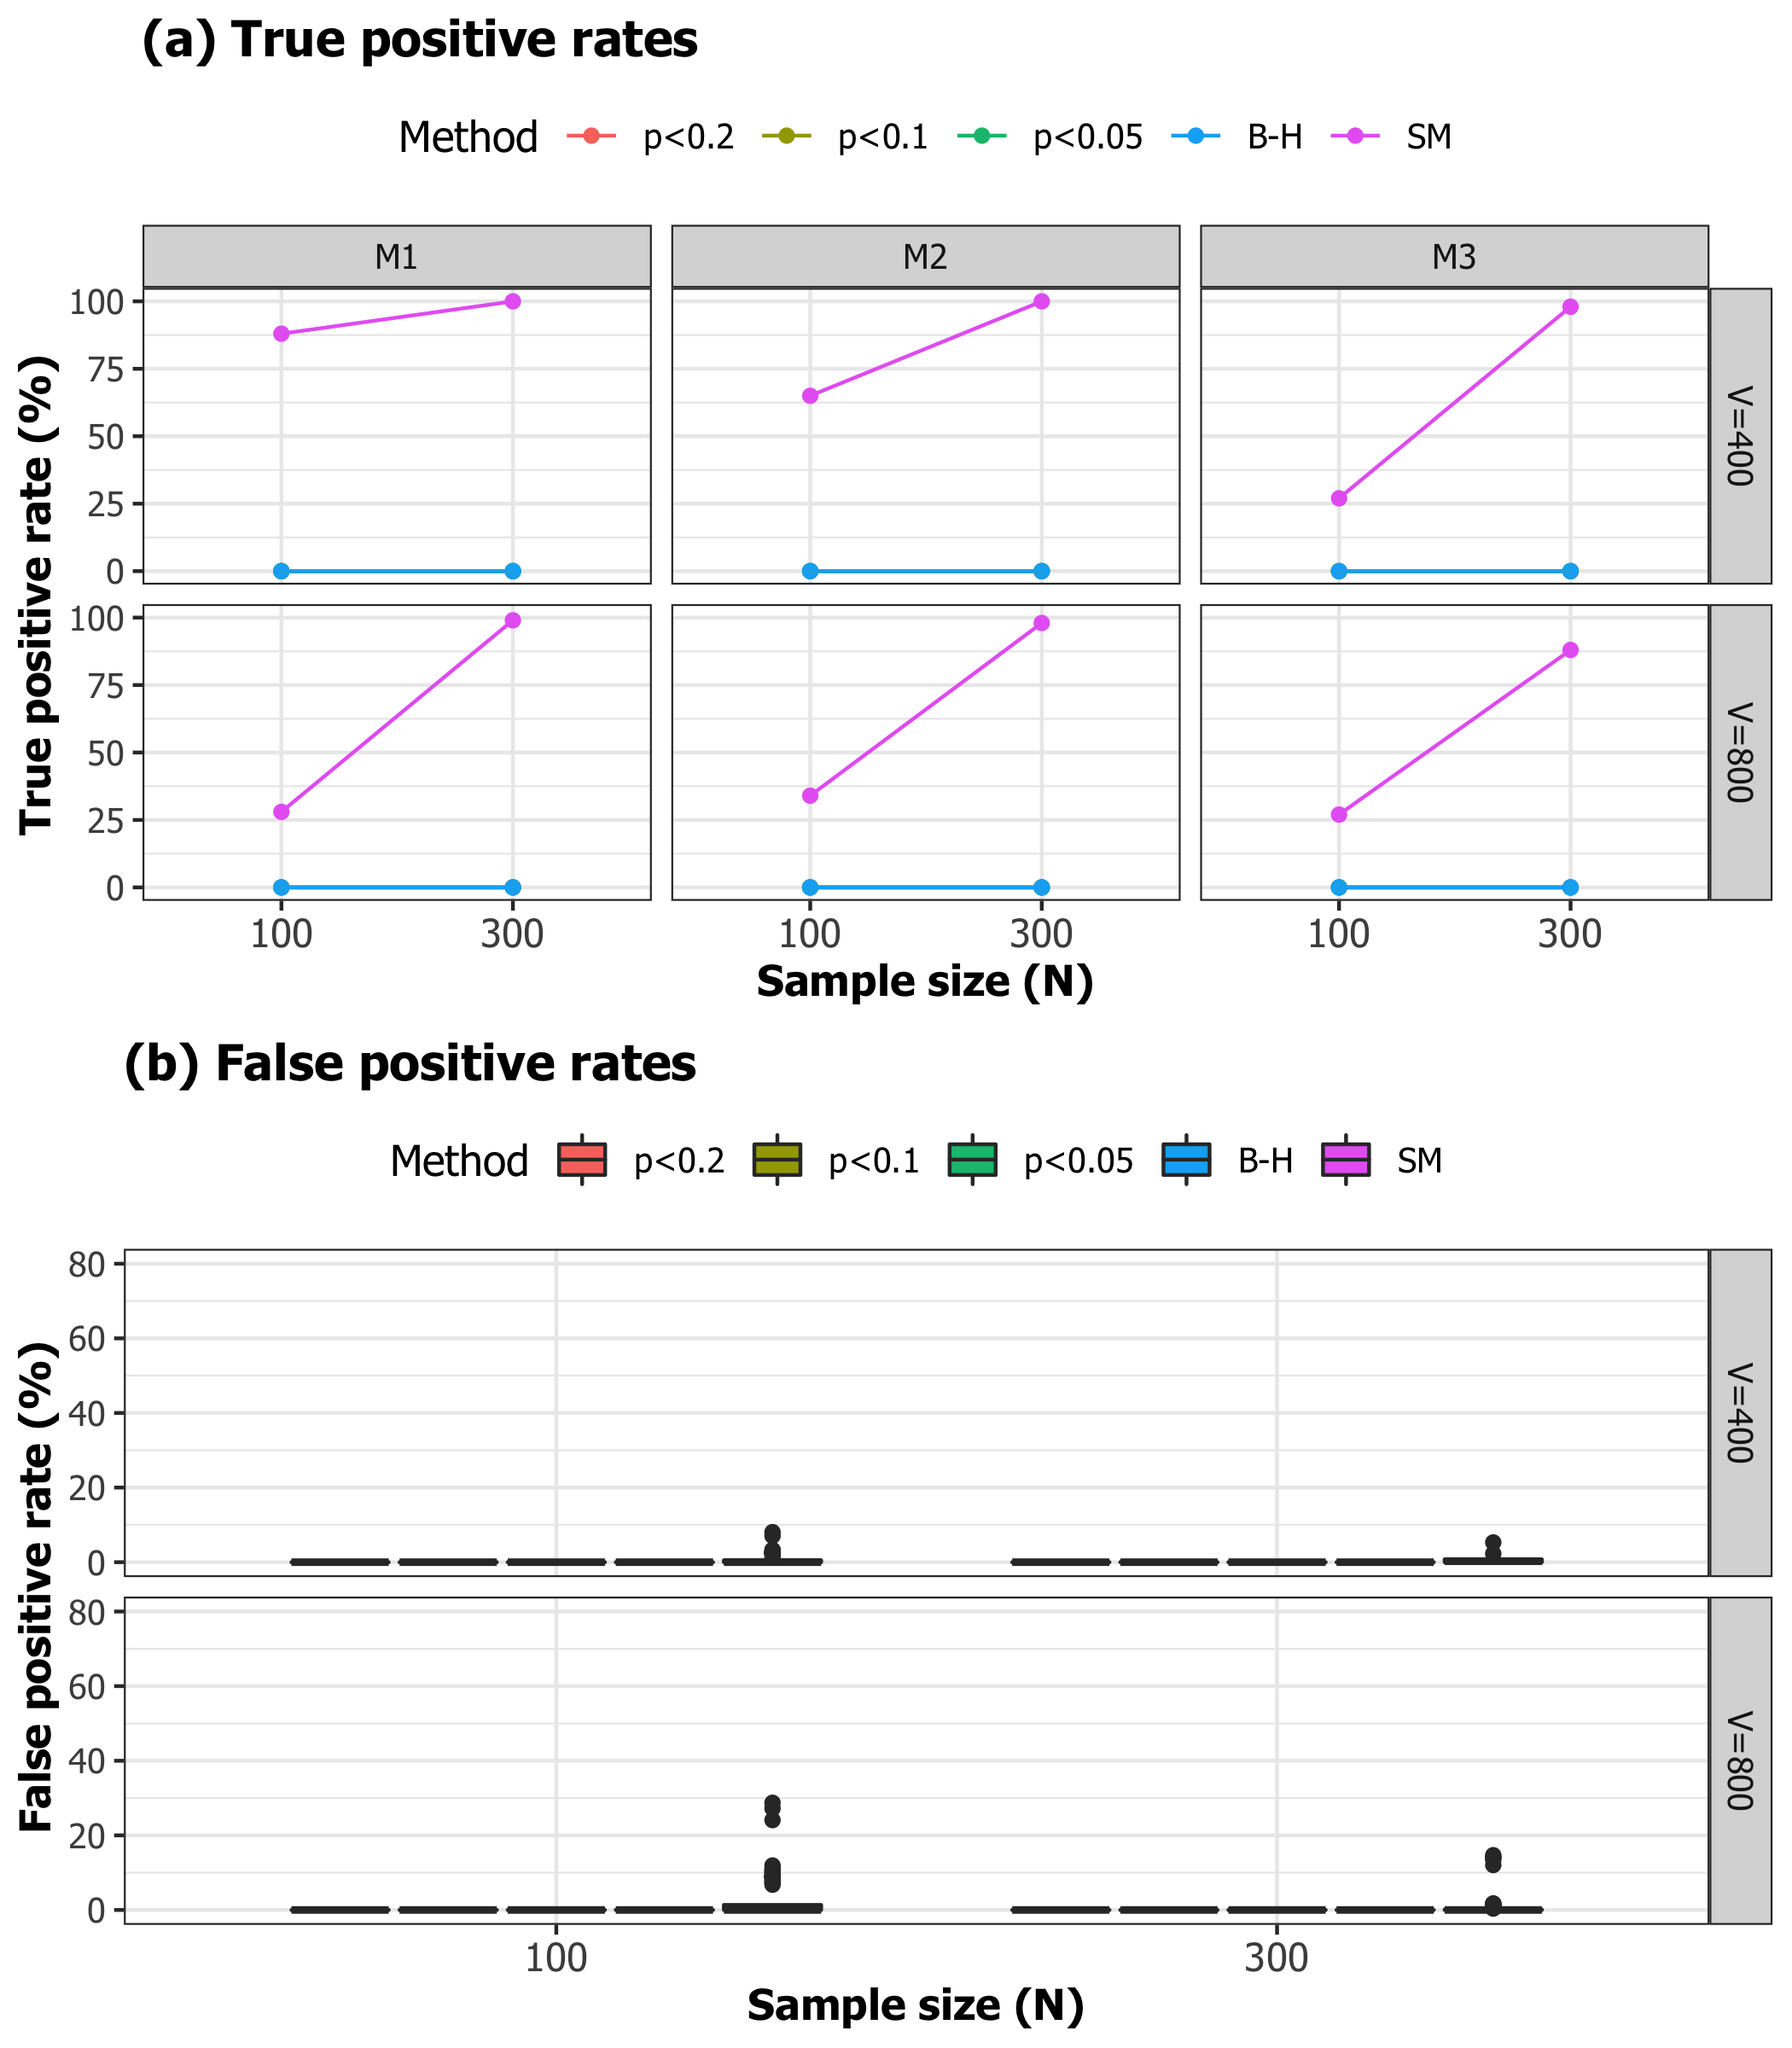 (a) True positive rates
Method p<0.2 p<0.1 p<0.05 B-H SM
M1 M2 M3
True positive rate (%)
100
75
50
25
0
V=400
100
75
50
25
0
V=800
100 300 100 300 100 300
Sample size (N)
(b) False positive rates
Method p<0.2 p<0.1 p<0.05 B-H SM
False positive rate (%)
80
60
40
20
0
V=400
80
60
40
20
0
V=800
100 300
Sample size (N)